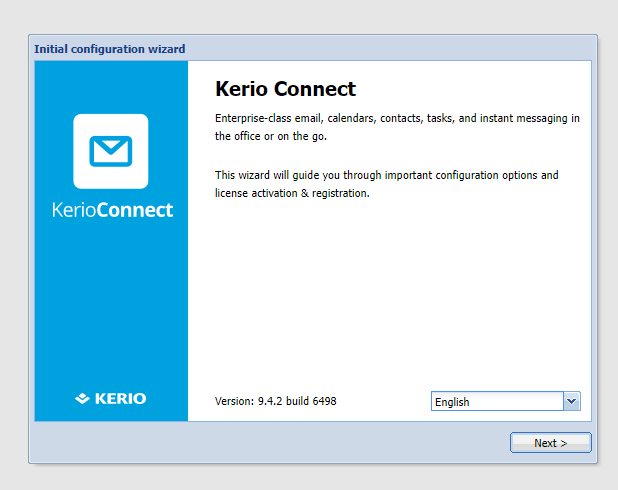 Initial configuration wizard
Kerio Connect
Enterprise-class email, calendars, contacts, tasks, and instant messaging in
the office or on the go.
This wizard will guide you through important configuration options and
license activation & registration.
KerioConnect
KERIO
Version: 9.4.2 build 6498
English
Next >